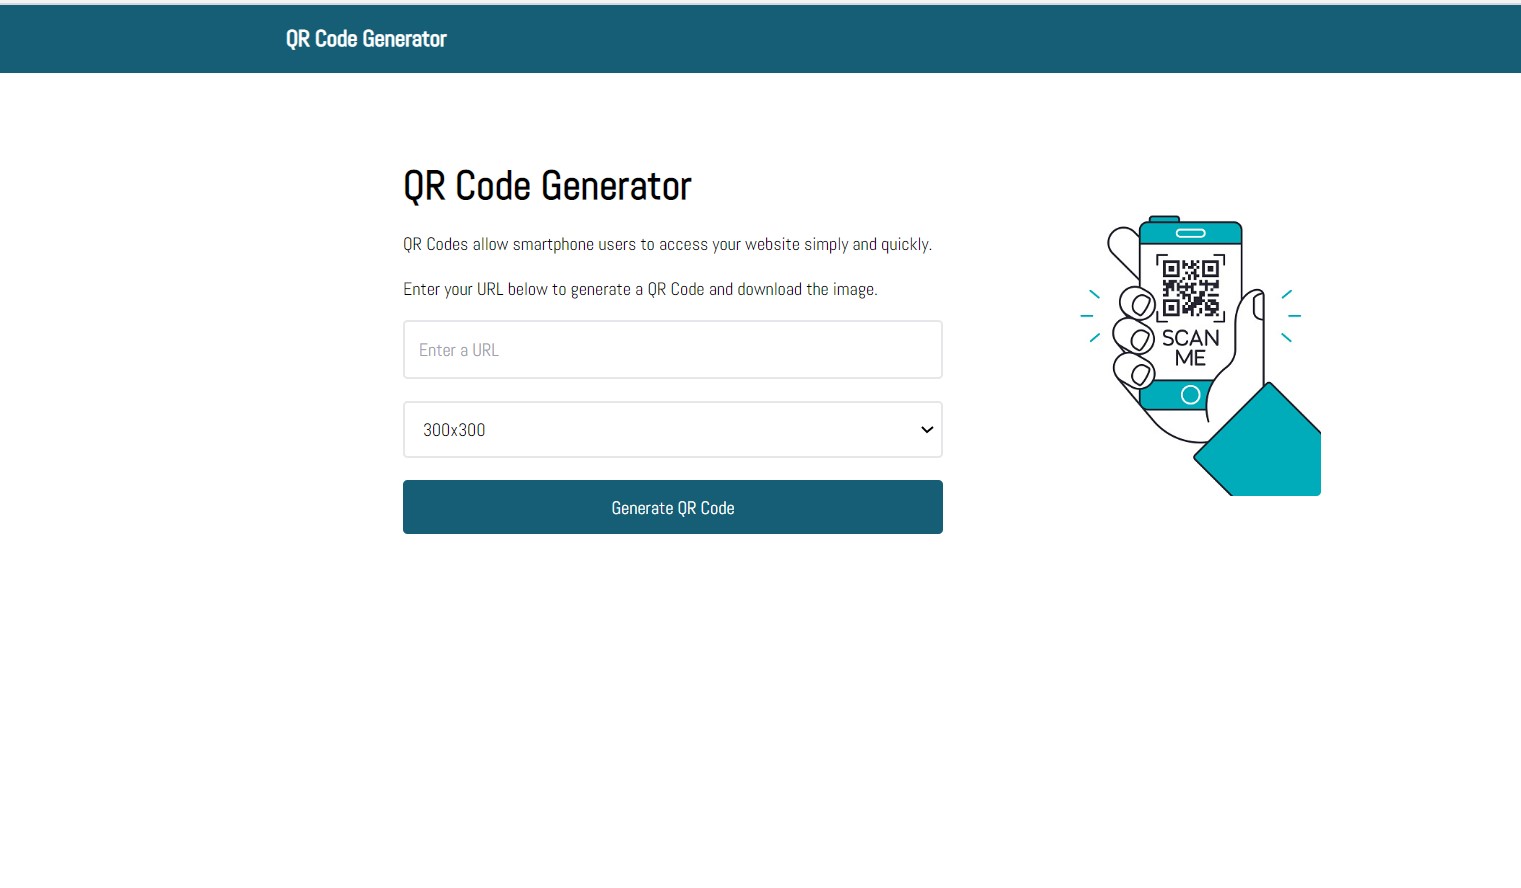 QR Code Generator
QR Code Generator
QR Codes allow smartphone users to access your website simply and quickly.
Enter your URL below to generate a QR Code and download the image.
Enter a URL
300x300
Generate QR Code
SCAN
ME